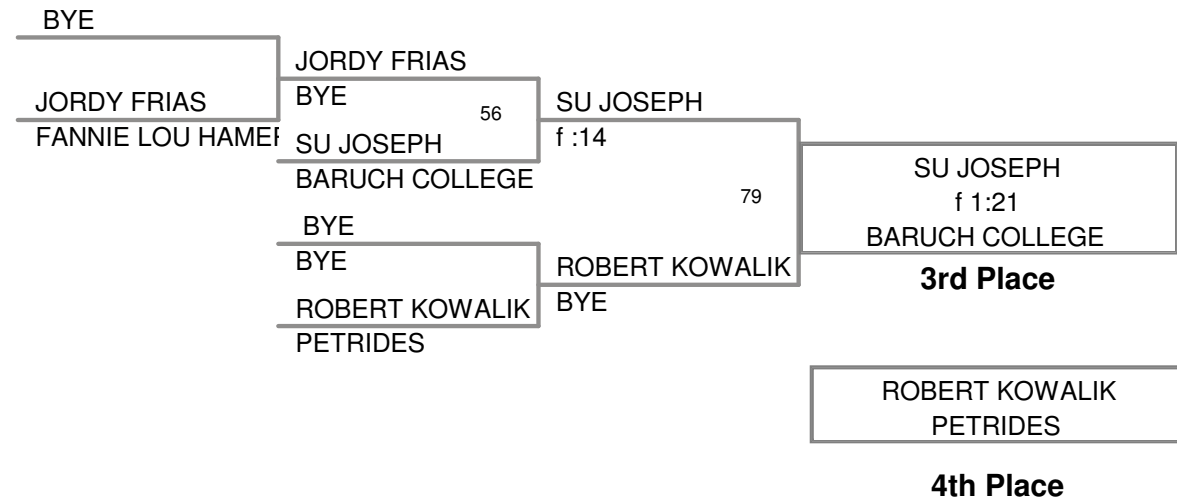 BYE
JORDY FRIAS
FANNIE LOU HAMER
JORDY FRIAS
BYE
56
SU JOSEPH
BARUCH COLLEGE
BYE
BYE
ROBERT KOWALIK
PETRIDES
SU JOSEPH
f :14
79
ROBERT KOWALIK
BYE
SU JOSEPH
f 1:21
BARUCH COLLEGE
3rd Place
ROBERT KOWALIK
PETRIDES
4th Place